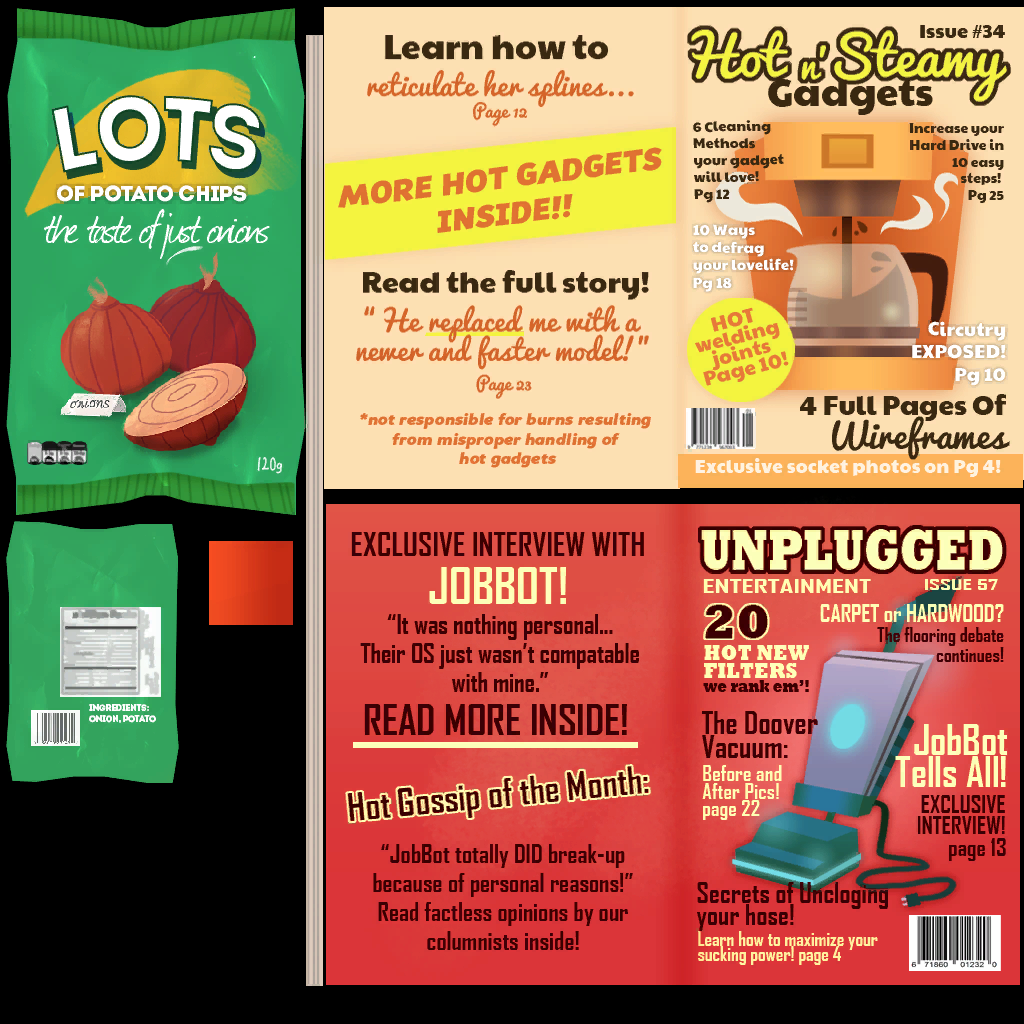 LOTS
OF POTATO CHIPS
the taste of just onions
onions
120g
INGREDIENTS:
ONION, POTATO
Learn how to
reticulate her splines...
Page 12
MORE HOT GADGETS
INSIDE!!
Read the full story!
“ He replaced me with a
newer and faster model! ”
Page 23
*not responsible for burns resulting
from misproper handling of
hot gadgets
Issue #34
Hot n' Steamy
Gadgets
6 Cleaning
Methods
your gadget
will love!
Pg 12
Increase your
Hard Drive in
10 easy
steps!
Pg 25
10 Ways
to defrag
your lovelife!
Pg 18
HOT
welding
joints
Page 10!
Circutry
EXPOSED!
Pg 10
4 Full Pages Of
Wireframes
Exclusive socket photos on Pg 4!
EXCLUSIVE INTERVIEW WITH
JOBBOT!
“It was nothing personal...
Their OS just wasn’t compatable
with mine.”
READ MORE INSIDE!
Hot Gossip of the Month:
“JobBot totally DID break-up
because of personal reasons!”
Read factless opinions by our
columnists inside!
UNPLUGGED
ENTERTAINMENT
ISSUE 57
20
HOT NEW
FILTERS
we rank em’!
CARPET or HARDWOOD?
The flooring debate
continues!
The Doover
Vacuum:
Before and
After Pics!
page 22
JobBot
Tells All!
EXCLUSIVE
INTERVIEW!
page 13
Secrets of Uncloging
your hose!
Learn how to maximize your
sucking power! page 4
6 71860 01232 0